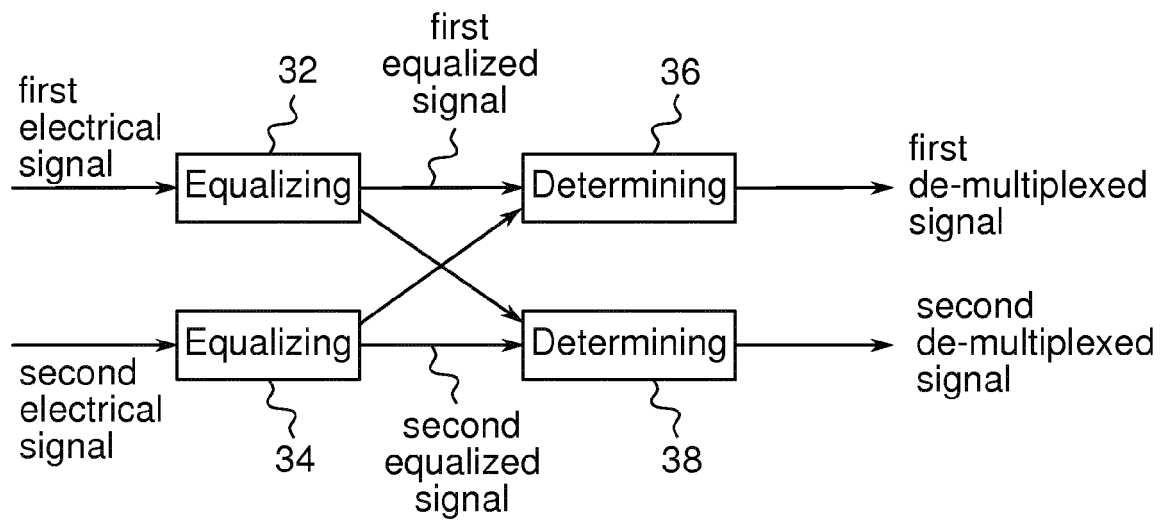 first
equalized
signal
32
36
first
electrical
signal
Equalizing
Determining
first
de-multiplexed
signal
Equalizing
Determining
second
de-multiplexed
signal
second
electrical
signal
34
second
equalized
signal
38